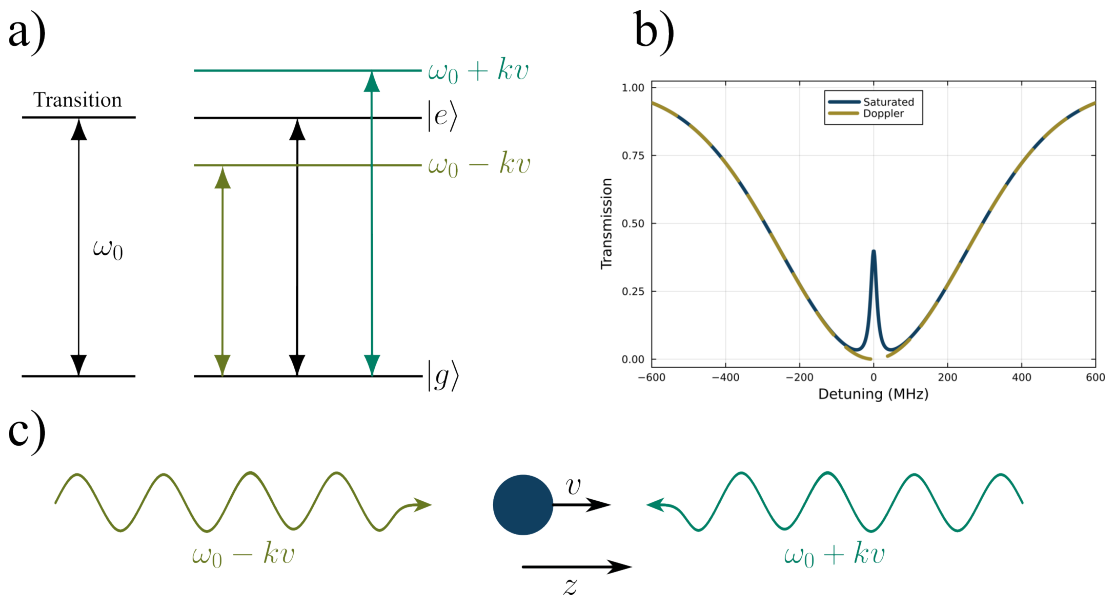 a)
Transition
ω₀
ω₀ + kv
|e⟩
ω₀ − kv
|g⟩
b)
Saturated
Doppler
Transmission
1.00
0.75
0.50
0.25
0.00
−600
−400
−200
0
200
400
600
Detuning (MHz)
c)
ω₀ − kv
v
z
ω₀ + kv